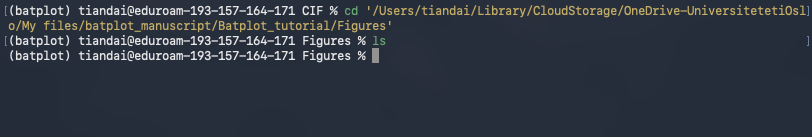 [(batplot) tiandai@eduroam-193-157-164-171 CIF % cd '/Users/tiandai/Library/CloudStorage/OneDrive-UniversitetetiOsl]
o/My files/batplot_manuscript/Batplot_tutorial/Figures'
[(batplot) tiandai@eduroam-193-157-164-171 Figures % ls ]
(batplot) tiandai@eduroam-193-157-164-171 Figures %